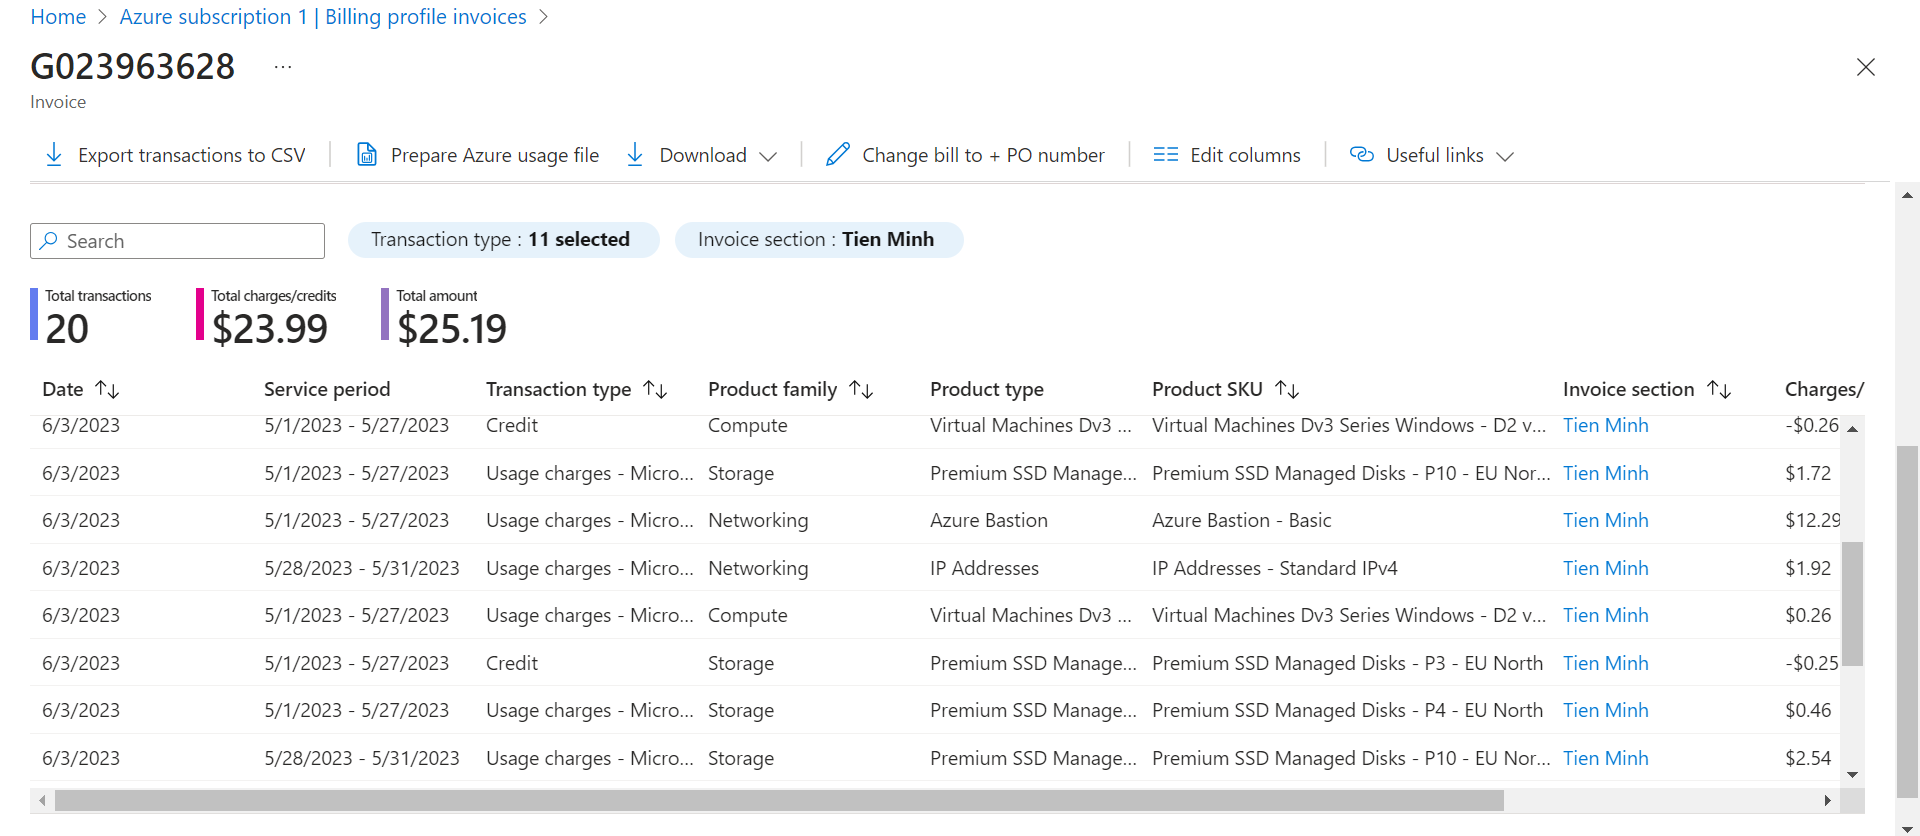 Home > Azure subscription 1 | Billing profile invoices >
G023963628 ...
Invoice
Export transactions to CSV Prepare Azure usage file Download Change bill to + PO number Edit columns Useful links
Search Transaction type : 11 selected Invoice section : Tien Minh
Total transactions Total charges/credits Total amount
20 $23.99 $25.19
Date Service period Transaction type Product family Product type Product SKU Invoice section Charges/
6/3/2023 5/1/2023 - 5/27/2023 Credit Compute Virtual Machines Dv3 ... Virtual Machines Dv3 Series Windows - D2 v... Tien Minh -$0.26
6/3/2023 5/1/2023 - 5/27/2023 Usage charges - Micro... Storage Premium SSD Manage... Premium SSD Managed Disks - P10 - EU Nor... Tien Minh $1.72
6/3/2023 5/1/2023 - 5/27/2023 Usage charges - Micro... Networking Azure Bastion Azure Bastion - Basic Tien Minh $12.29
6/3/2023 5/28/2023 - 5/31/2023 Usage charges - Micro... Networking IP Addresses IP Addresses - Standard IPv4 Tien Minh $1.92
6/3/2023 5/1/2023 - 5/27/2023 Usage charges - Micro... Compute Virtual Machines Dv3 ... Virtual Machines Dv3 Series Windows - D2 v... Tien Minh $0.26
6/3/2023 5/1/2023 - 5/27/2023 Credit Storage Premium SSD Manage... Premium SSD Managed Disks - P3 - EU North Tien Minh -$0.25
6/3/2023 5/1/2023 - 5/27/2023 Usage charges - Micro... Storage Premium SSD Manage... Premium SSD Managed Disks - P4 - EU North Tien Minh $0.46
6/3/2023 5/28/2023 - 5/31/2023 Usage charges - Micro... Storage Premium SSD Manage... Premium SSD Managed Disks - P10 - EU Nor... Tien Minh $2.54